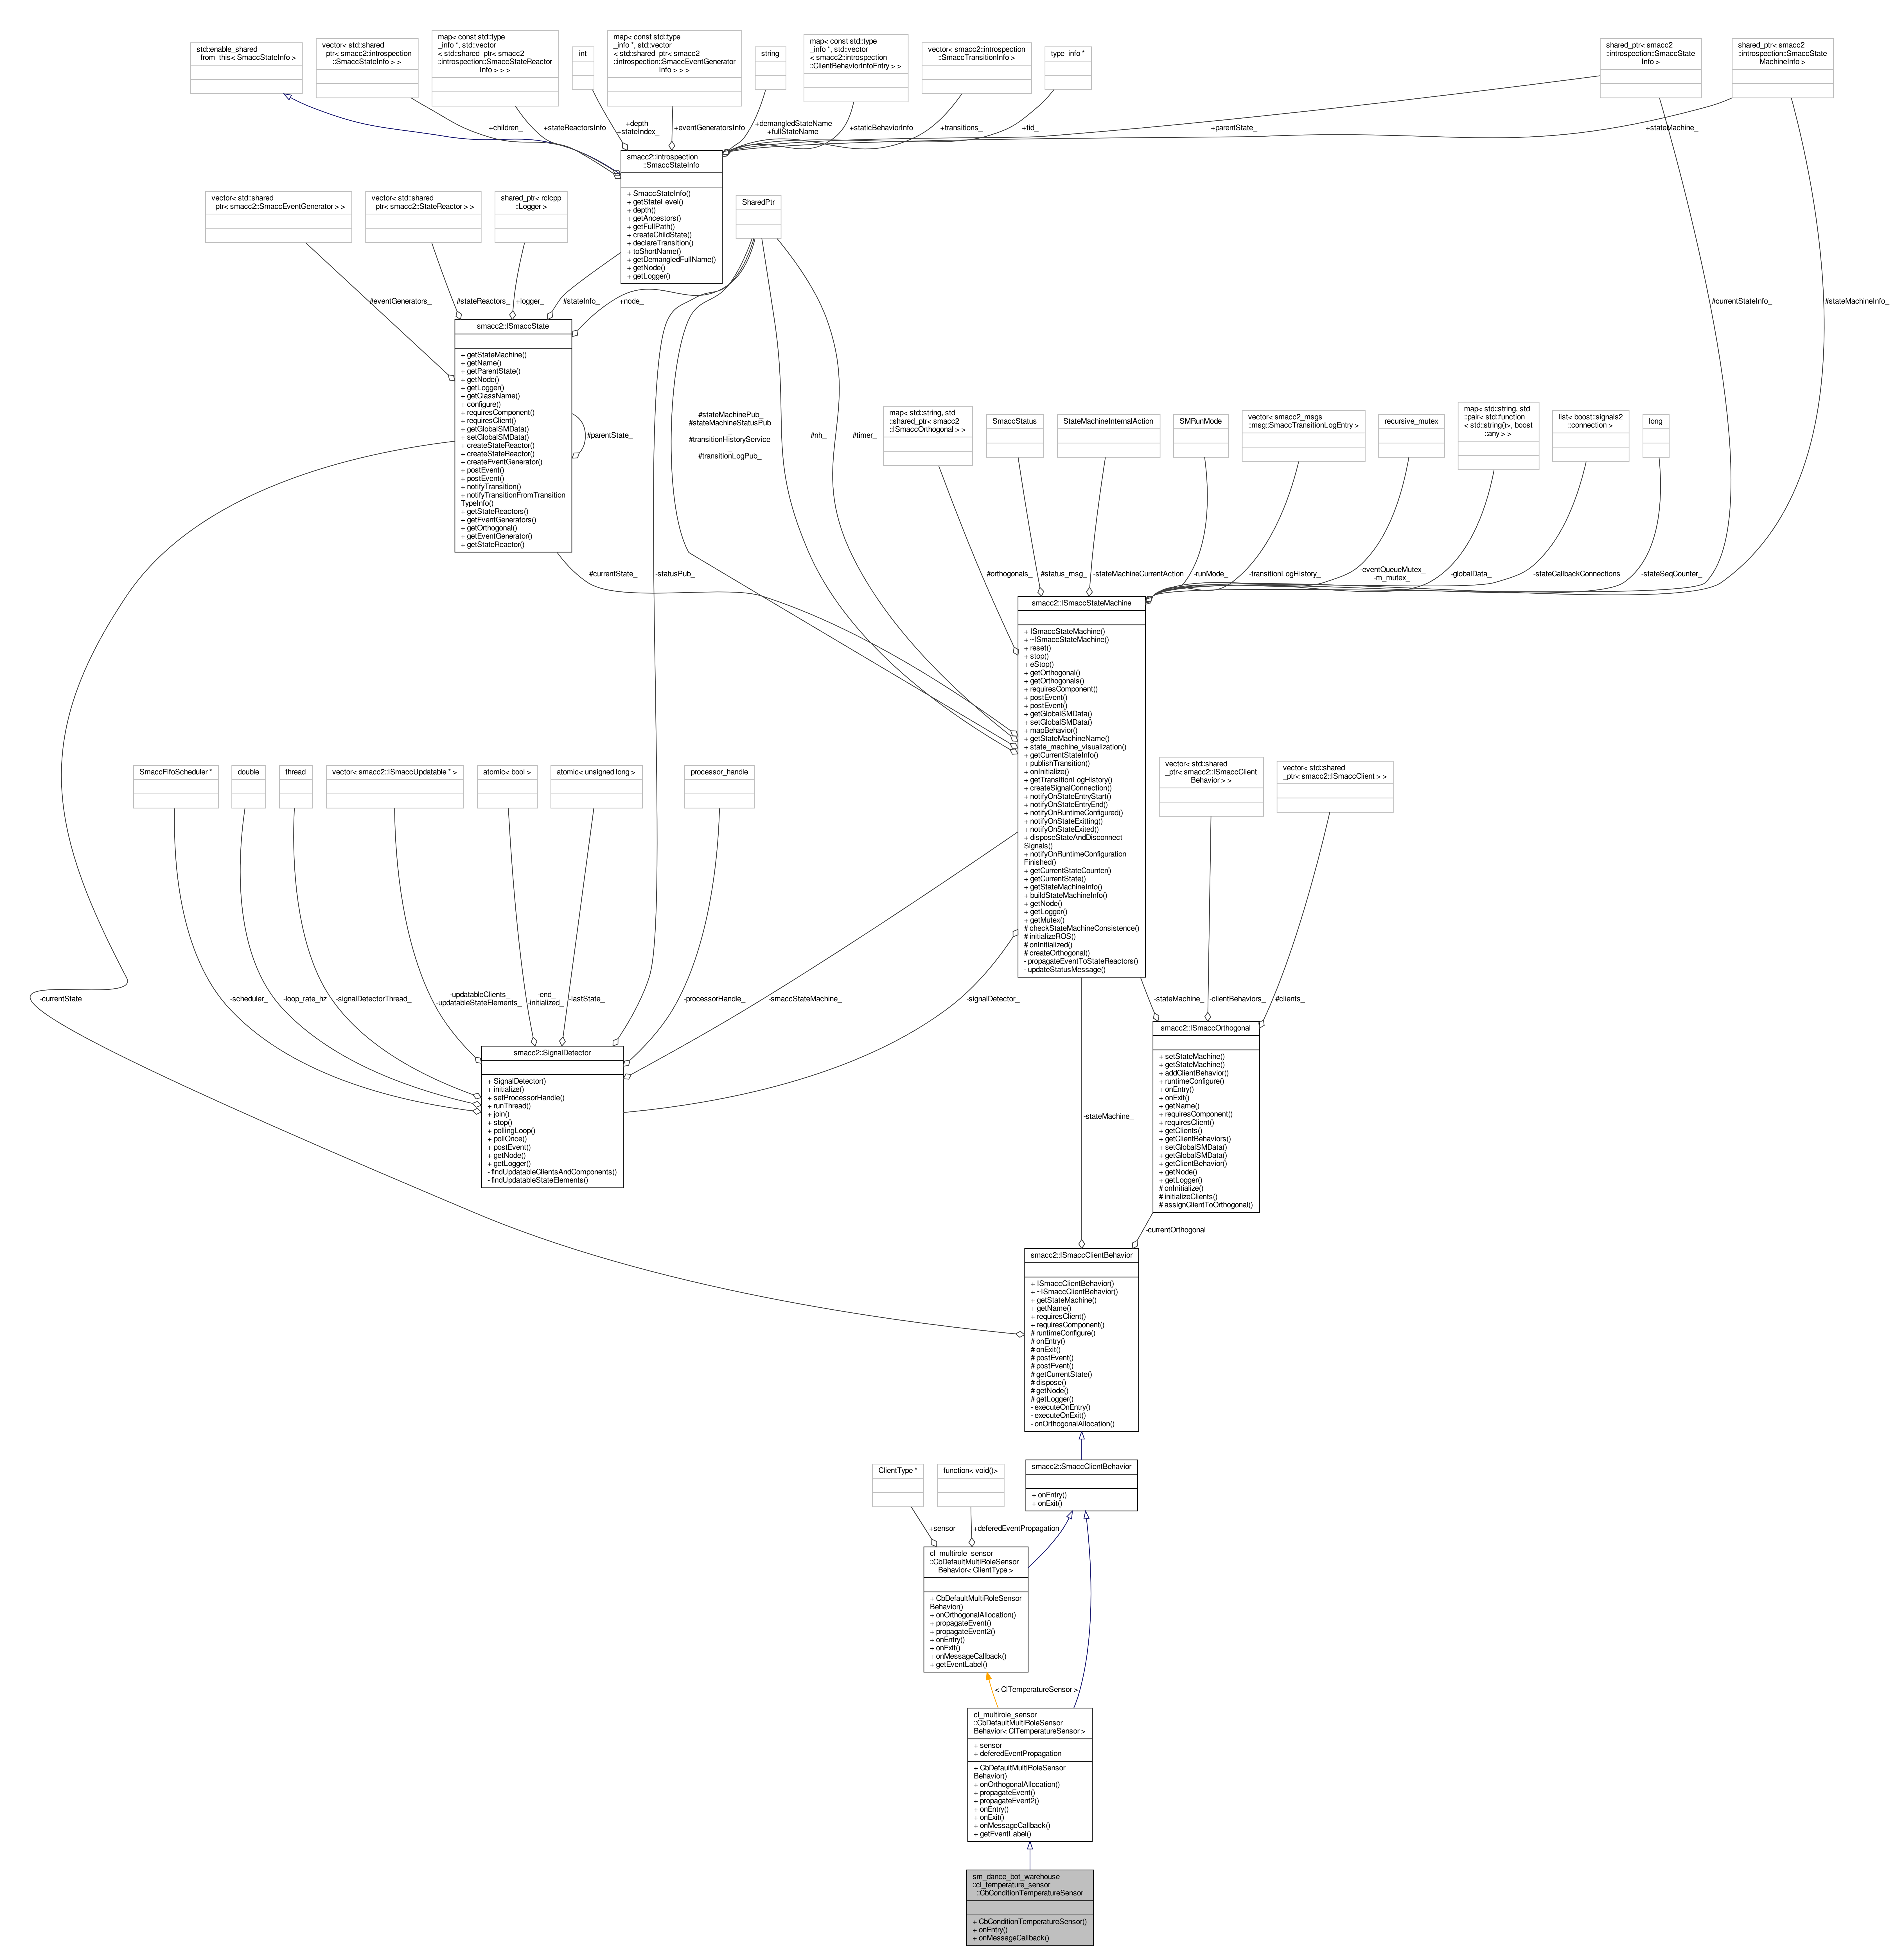 std::enable_shared
_from_this< SmaccStateInfo >
vector< std::shared
_ptr< smacc2::introspection
::SmaccStateInfo > >
map< const std::type
_info *, std::vector
< std::shared_ptr< smacc2
::introspection::SmaccStateReactor
Info > > >
int
map< const std::type
_info *, std::vector
< std::shared_ptr< smacc2
::introspection::SmaccEventGenerator
Info > > >
string
map< const std::type
_info *, std::vector
< smacc2::introspection
::ClientBehaviorInfoEntry > >
vector< smacc2::introspection
::SmaccTransitionInfo >
type_info *
shared_ptr< smacc2
::introspection::SmaccState
Info >
shared_ptr< smacc2
::introspection::SmaccState
MachineInfo >
+children_
+stateReactorsInfo
+depth_
+stateIndex_
+eventGeneratorsInfo
+demangledStateName
+fullStateName
+staticBehaviorInfo
+transitions_
+tid_
+parentState_
+stateMachine_
smacc2::introspection
::SmaccStateInfo
+ SmaccStateInfo()
+ getStateLevel()
+ depth()
+ getAncestors()
+ getFullPath()
+ createChildState()
+ declareTransition()
+ toShortName()
+ getDemangledFullName()
+ getNode()
+ getLogger()
vector< std::shared
_ptr< smacc2::SmaccEventGenerator > >
vector< std::shared
_ptr< smacc2::StateReactor > >
shared_ptr< rclcpp
::Logger >
SharedPtr
#eventGenerators_
#stateReactors_
+logger_
#stateInfo_
+node_
#currentStateInfo_
#stateMachineInfo_
smacc2::ISmaccState
+ getStateMachine()
+ getName()
+ getParentState()
+ getNode()
+ getLogger()
+ getClassName()
+ configure()
+ requiresComponent()
+ requiresClient()
+ getGlobalSMData()
+ setGlobalSMData()
+ createStateReactor()
+ createStateReactor()
+ createEventGenerator()
+ postEvent()
+ postEvent()
+ notifyTransition()
+ notifyTransitionFromTransition
TypeInfo()
+ getStateReactors()
+ getEventGenerators()
+ getOrthogonal()
+ getEventGenerator()
+ getStateReactor()
#parentState_
#stateMachinePub_
#stateMachineStatusPub
_
#transitionHistoryService
_
#transitionLogPub_
#nh_
#timer_
map< std::string, std
::shared_ptr< smacc2
::ISmaccOrthogonal > >
SmaccStatus
StateMachineInternalAction
SMRunMode
vector< smacc2_msgs
::msg::SmaccTransitionLogEntry >
recursive_mutex
map< std::string, std
::pair< std::function
< std::string()>, boost
::any > >
list< boost::signals2
::connection >
long
#currentState_
-statusPub_
#orthogonals_
#status_msg_
-stateMachineCurrentAction
-runMode_
-transitionLogHistory_
-eventQueueMutex_
-m_mutex_
-globalData_
-stateCallbackConnections
-stateSeqCounter_
smacc2::ISmaccStateMachine
+ ISmaccStateMachine()
+ ~ISmaccStateMachine()
+ reset()
+ stop()
+ eStop()
+ getOrthogonal()
+ getOrthogonals()
+ requiresComponent()
+ postEvent()
+ postEvent()
+ getGlobalSMData()
+ setGlobalSMData()
+ mapBehavior()
+ getStateMachineName()
+ state_machine_visualization()
+ getCurrentStateInfo()
+ publishTransition()
+ onInitialize()
+ getTransitionLogHistory()
+ createSignalConnection()
+ notifyOnStateEntryStart()
+ notifyOnStateEntryEnd()
+ notifyOnRuntimeConfigured()
+ notifyOnStateExitting()
+ notifyOnStateExited()
+ disposeStateAndDisconnect
Signals()
+ notifyOnRuntimeConfiguration
Finished()
+ getCurrentStateCounter()
+ getCurrentState()
+ getStateMachineInfo()
+ buildStateMachineInfo()
+ getNode()
+ getLogger()
+ getMutex()
# checkStateMachineConsistence()
# initializeROS()
# onInitialized()
# createOrthogonal()
- propagateEventToStateReactors()
- updateStatusMessage()
SmaccFifoScheduler *
double
thread
vector< smacc2::ISmaccUpdatable * >
atomic< bool >
atomic< unsigned long >
processor_handle
vector< std::shared
_ptr< smacc2::ISmaccClient
Behavior > >
vector< std::shared
_ptr< smacc2::ISmaccClient > >
-currentState
-scheduler_
-loop_rate_hz
-signalDetectorThread_
-updatableClients_
-updatableStateElements_
-end_
-initialized_
-lastState_
-processorHandle_
-smaccStateMachine_
-signalDetector_
-stateMachine_
-clientBehaviors_
#clients_
smacc2::SignalDetector
+ SignalDetector()
+ initialize()
+ setProcessorHandle()
+ runThread()
+ join()
+ stop()
+ pollingLoop()
+ pollOnce()
+ postEvent()
+ getNode()
+ getLogger()
- findUpdatableClientsAndComponents()
- findUpdatableStateElements()
smacc2::ISmaccOrthogonal
+ setStateMachine()
+ getStateMachine()
+ addClientBehavior()
+ runtimeConfigure()
+ onEntry()
+ onExit()
+ getName()
+ requiresComponent()
+ requiresClient()
+ getClients()
+ getClientBehaviors()
+ setGlobalSMData()
+ getGlobalSMData()
+ getClientBehavior()
+ getNode()
+ getLogger()
# onInitialize()
# initializeClients()
# assignClientToOrthogonal()
-stateMachine_
-currentOrthogonal
smacc2::ISmaccClientBehavior
+ ISmaccClientBehavior()
+ ~ISmaccClientBehavior()
+ getStateMachine()
+ getName()
+ requiresClient()
+ requiresComponent()
# runtimeConfigure()
# onEntry()
# onExit()
# postEvent()
# postEvent()
# getCurrentState()
# dispose()
# getNode()
# getLogger()
- executeOnEntry()
- executeOnExit()
- onOrthogonalAllocation()
ClientType *
function< void()>
smacc2::SmaccClientBehavior
+ onEntry()
+ onExit()
+sensor_
+deferedEventPropagation
cl_multirole_sensor
::CbDefaultMultiRoleSensor
Behavior< ClientType >
+ CbDefaultMultiRoleSensor
Behavior()
+ onOrthogonalAllocation()
+ propagateEvent()
+ propagateEvent2()
+ onEntry()
+ onExit()
+ onMessageCallback()
+ getEventLabel()
< ClTemperatureSensor >
cl_multirole_sensor
::CbDefaultMultiRoleSensor
Behavior< ClTemperatureSensor >
+ sensor_
+ deferedEventPropagation
+ CbDefaultMultiRoleSensor
Behavior()
+ onOrthogonalAllocation()
+ propagateEvent()
+ propagateEvent2()
+ onEntry()
+ onExit()
+ onMessageCallback()
+ getEventLabel()
sm_dance_bot_warehouse
::cl_temperature_sensor
::CbConditionTemperatureSensor
+ CbConditionTemperatureSensor()
+ onEntry()
+ onMessageCallback()